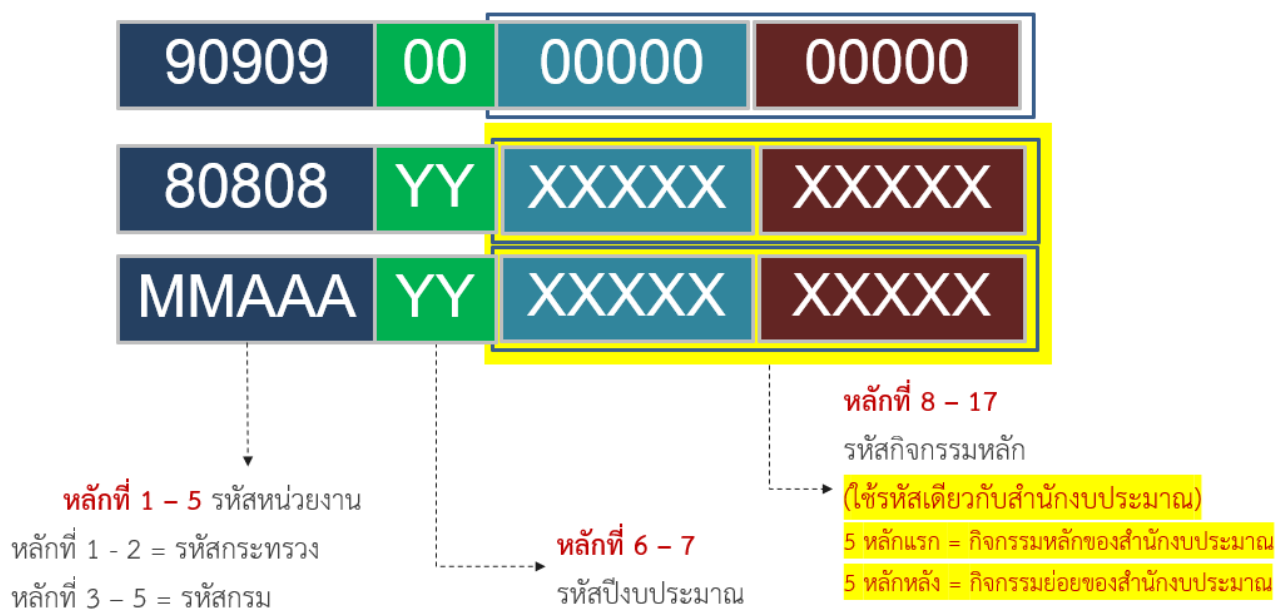 90909 00 00000 00000
80808 YY XXXXX XXXXX
MMAAA YY XXXXX XXXXX
หลักที่ 1 – 5 รหัสหน่วยงาน
หลักที่ 1 - 2 = รหัสกระทรวง
หลักที่ 3 – 5 = รหัสกรม
หลักที่ 6 – 7
รหัสปีงบประมาณ
หลักที่ 8 – 17
รหัสกิจกรรมหลัก
(ใช้รหัสเดียวกับสำนักงบประมาณ)
5 หลักแรก = กิจกรรมหลักของสำนักงบประมาณ
5 หลักหลัง = กิจกรรมย่อยของสำนักงบประมาณ